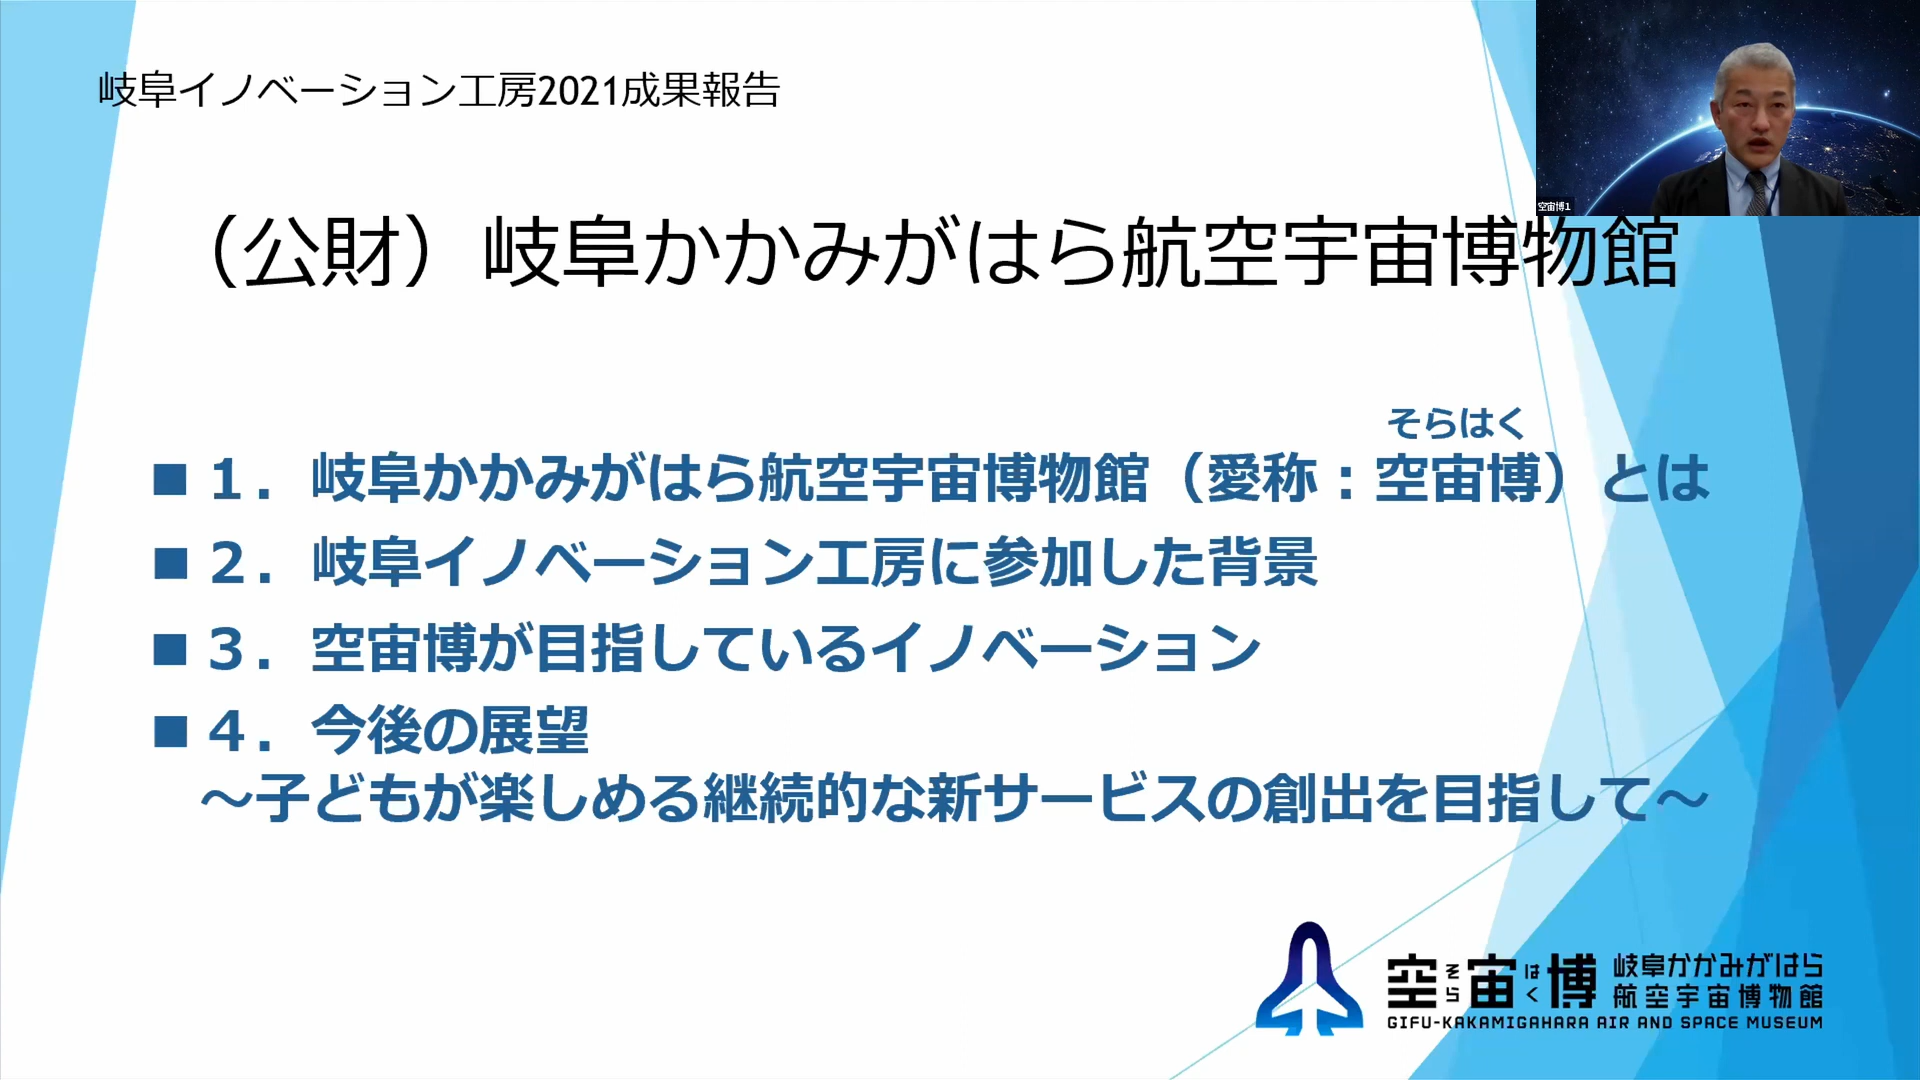 岐阜イノベーション工房2021成果報告
空宙博1
（公財）岐阜かかみがはら航空宇宙博物館
そらはく
■ １．岐阜かかみがはら航空宇宙博物館（愛称：空宙博）とは
■ ２．岐阜イノベーション工房に参加した背景
■ ３．空宙博が目指しているイノベーション
■ ４．今後の展望
～子どもが楽しめる継続的な新サービスの創出を目指して～
空そら宙はく博
岐阜かかみがはら
航空宇宙博物館
GIFU-KAKAMIGAHARA AIR AND SPACE MUSEUM